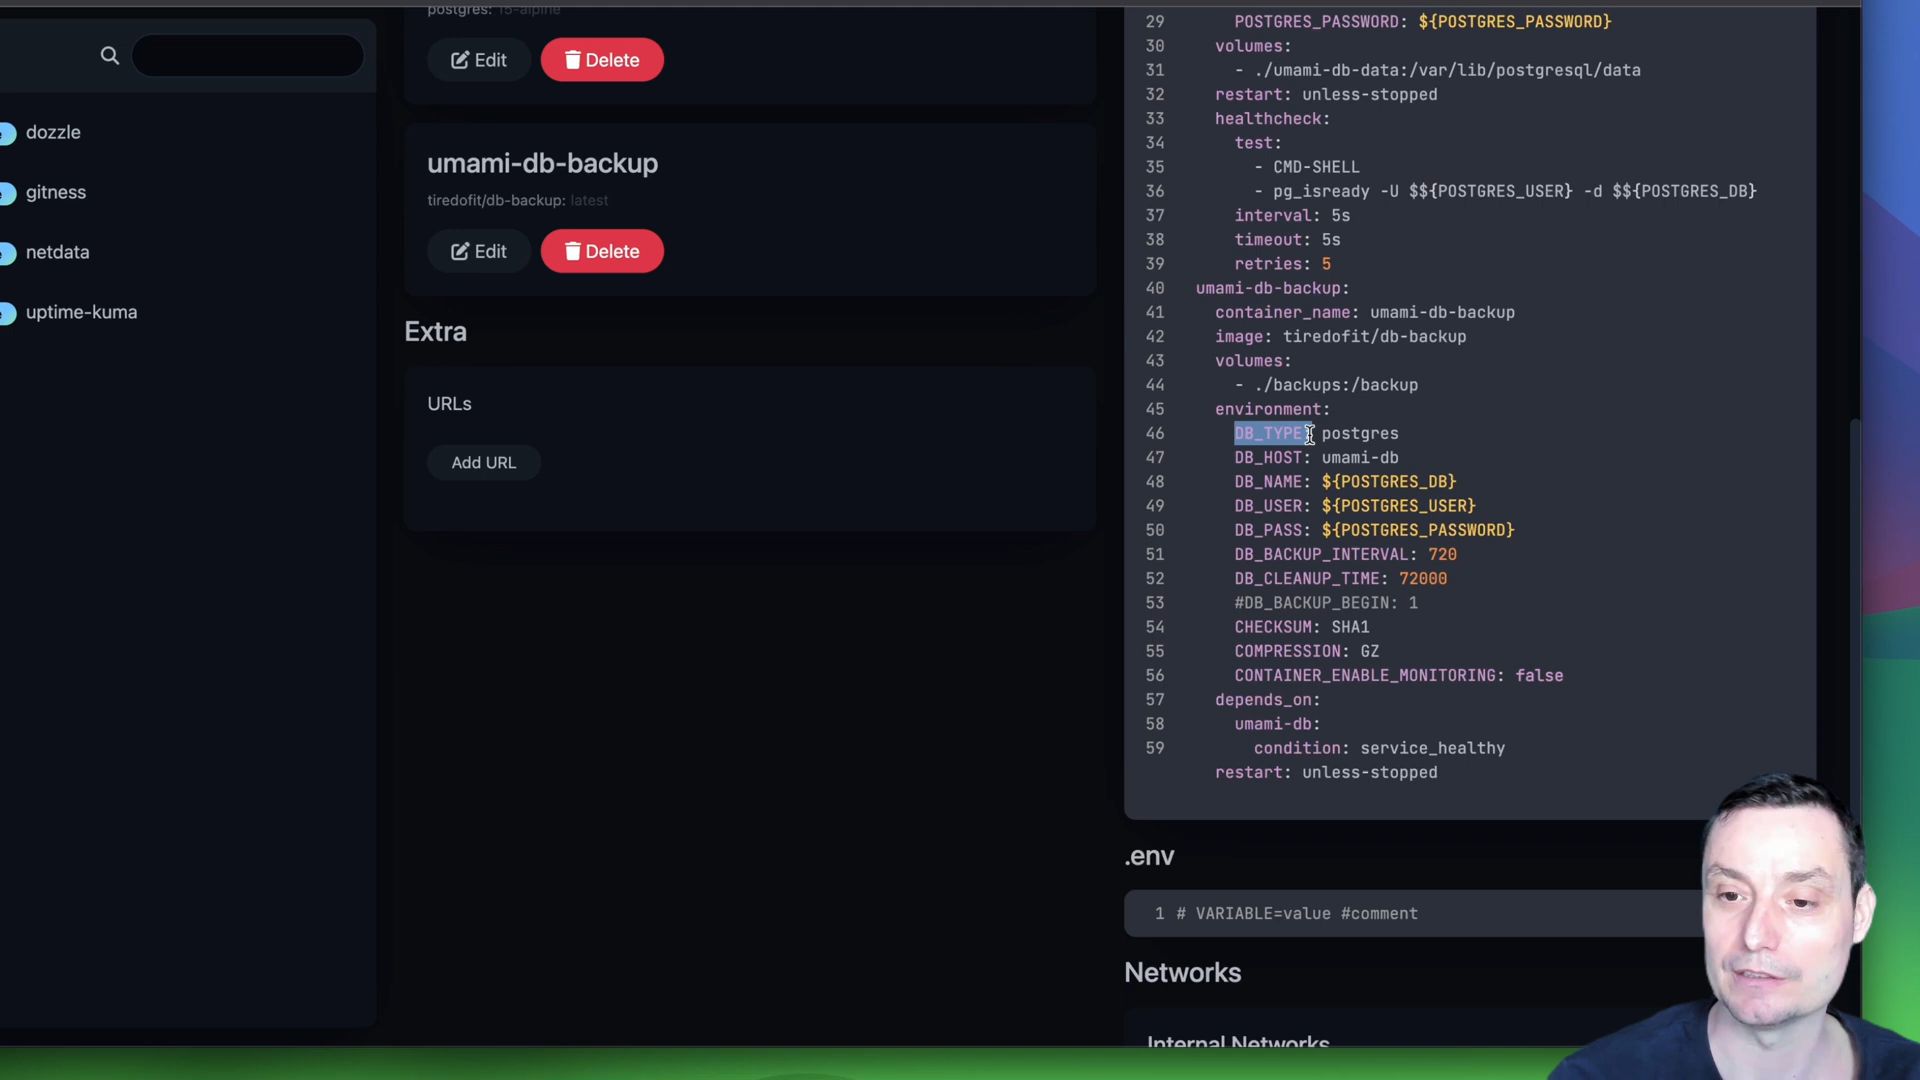 dozzle
gitness
netdata
uptime-kuma
postgres: 15-alpine
Edit
Delete
umami-db-backup
tiredofit/db-backup: latest
Edit
Delete
Extra
URLs
Add URL
29 POSTGRES_PASSWORD: ${POSTGRES_PASSWORD}
30 volumes:
31 - ./umami-db-data:/var/lib/postgresql/data
32 restart: unless-stopped
33 healthcheck:
34 test:
35 - CMD-SHELL
36 - pg_isready -U $${POSTGRES_USER} -d $${POSTGRES_DB}
37 interval: 5s
38 timeout: 5s
39 retries: 5
40 umami-db-backup:
41 container_name: umami-db-backup
42 image: tiredofit/db-backup
43 volumes:
44 - ./backups:/backup
45 environment:
46 DB_TYPE: postgres
47 DB_HOST: umami-db
48 DB_NAME: ${POSTGRES_DB}
49 DB_USER: ${POSTGRES_USER}
50 DB_PASS: ${POSTGRES_PASSWORD}
51 DB_BACKUP_INTERVAL: 720
52 DB_CLEANUP_TIME: 72000
53 #DB_BACKUP_BEGIN: 1
54 CHECKSUM: SHA1
55 COMPRESSION: GZ
56 CONTAINER_ENABLE_MONITORING: false
57 depends_on:
58 umami-db:
59 condition: service_healthy
restart: unless-stopped
.env
1 # VARIABLE=value #comment
Networks
Internal Networks